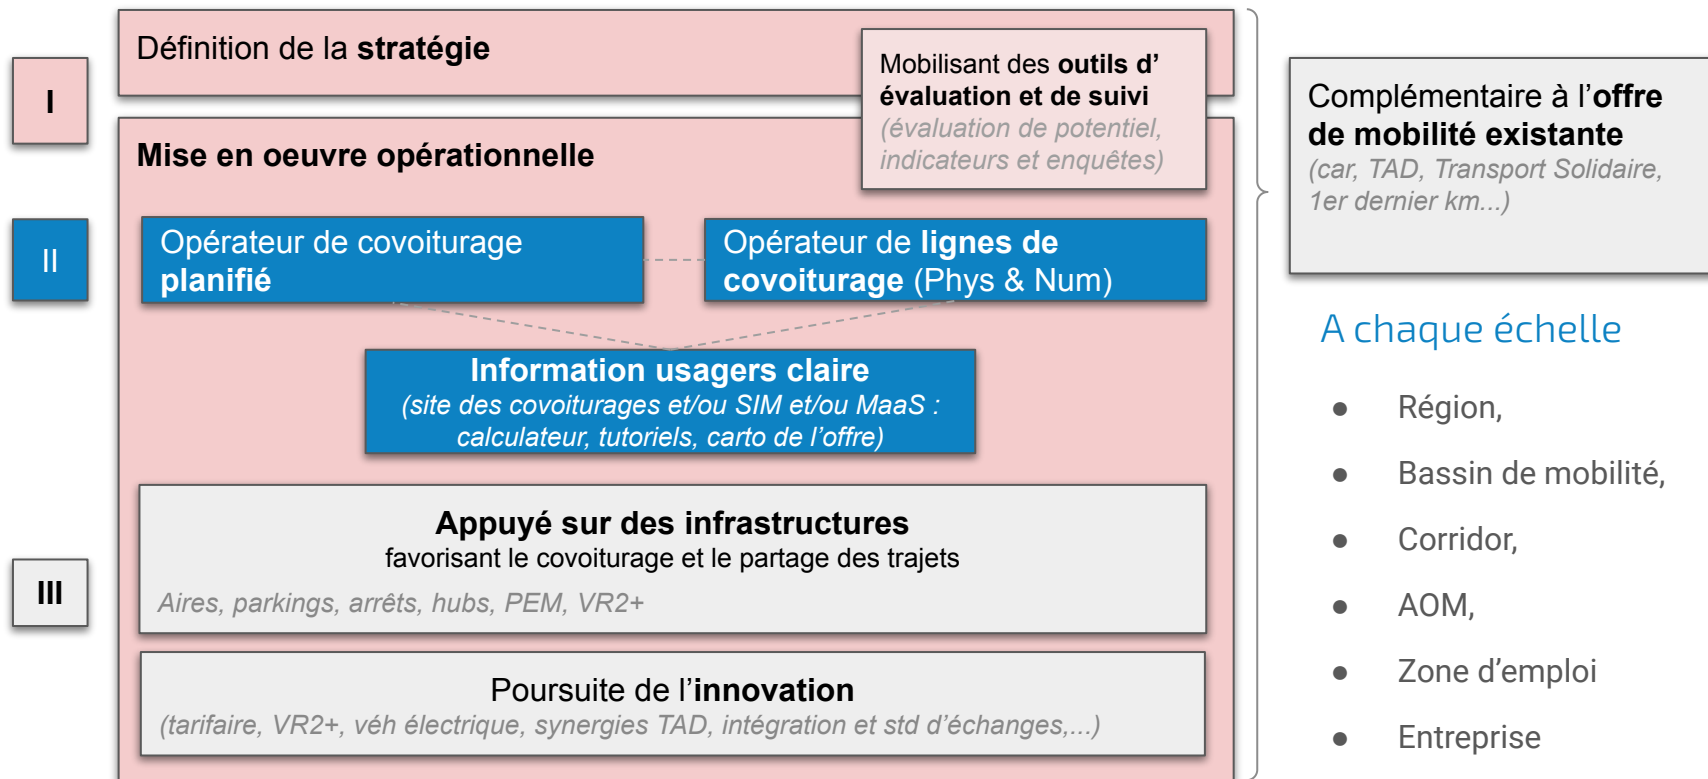 I
Définition de la stratégie
Mobilisant des outils d’
évaluation et de suivi
(évaluation de potentiel,
indicateurs et enquêtes)
Mise en oeuvre opérationnelle
II
Opérateur de covoiturage
planifié
Opérateur de lignes de
covoiturage (Phys & Num)
Information usagers claire
(site des covoiturages et/ou SIM et/ou MaaS :
calculateur, tutoriels, carto de l’offre)
III
Appuyé sur des infrastructures
favorisant le covoiturage et le partage des trajets
Aires, parkings, arrêts, hubs, PEM, VR2+
Poursuite de l’innovation
(tarifaire, VR2+, véh électrique, synergies TAD, intégration et std d’échanges,...)
Complémentaire à l’offre
de mobilité existante
(car, TAD, Transport Solidaire,
1er dernier km...)
A chaque échelle
● Région,
● Bassin de mobilité,
● Corridor,
● AOM,
● Zone d’emploi
● Entreprise